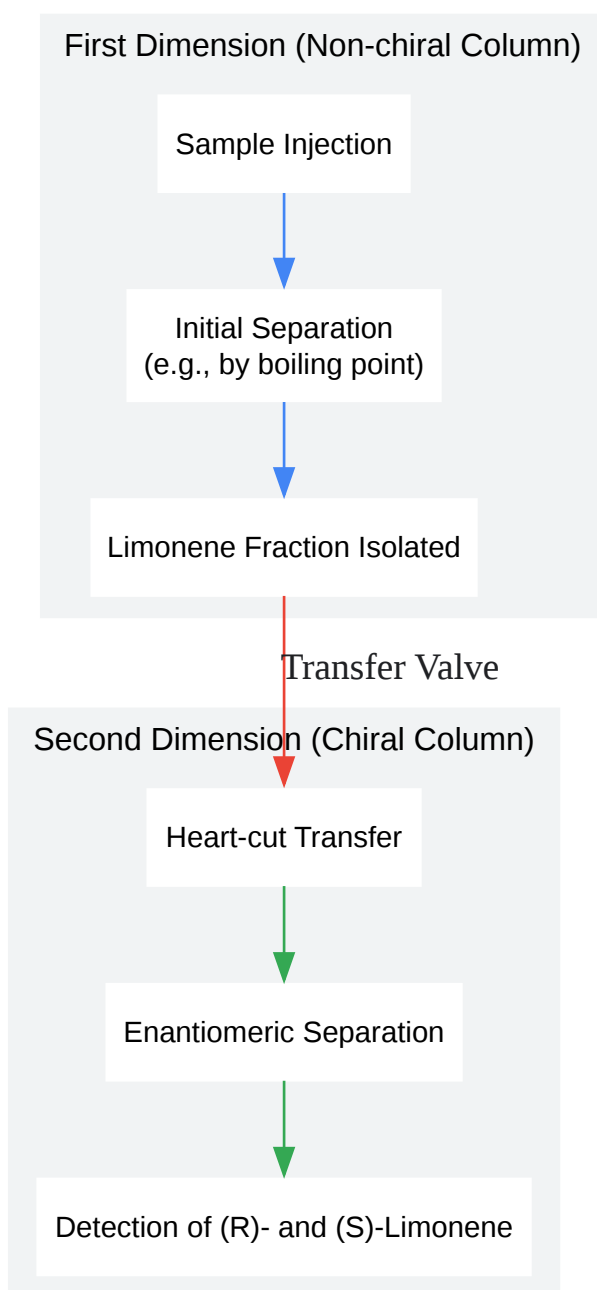 First Dimension (Non-chiral Column)
Sample Injection
Initial Separation
(e.g., by boiling point)
Limonene Fraction Isolated
Transfer Valve
Second Dimension (Chiral Column)
Heart-cut Transfer
Enantiomeric Separation
Detection of (R)- and (S)-Limonene